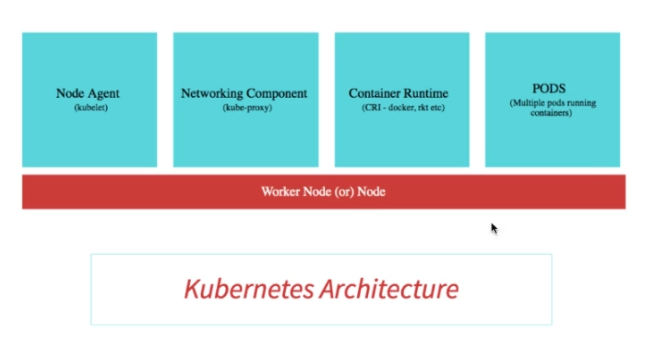 Node Agent
(kubelet)
Networking Component
(kube-proxy)
Container Runtime
(CRI - docker, rkt etc)
PODS
(Multiple pods running
containers)
Worker Node (or) Node
Kubernetes Architecture